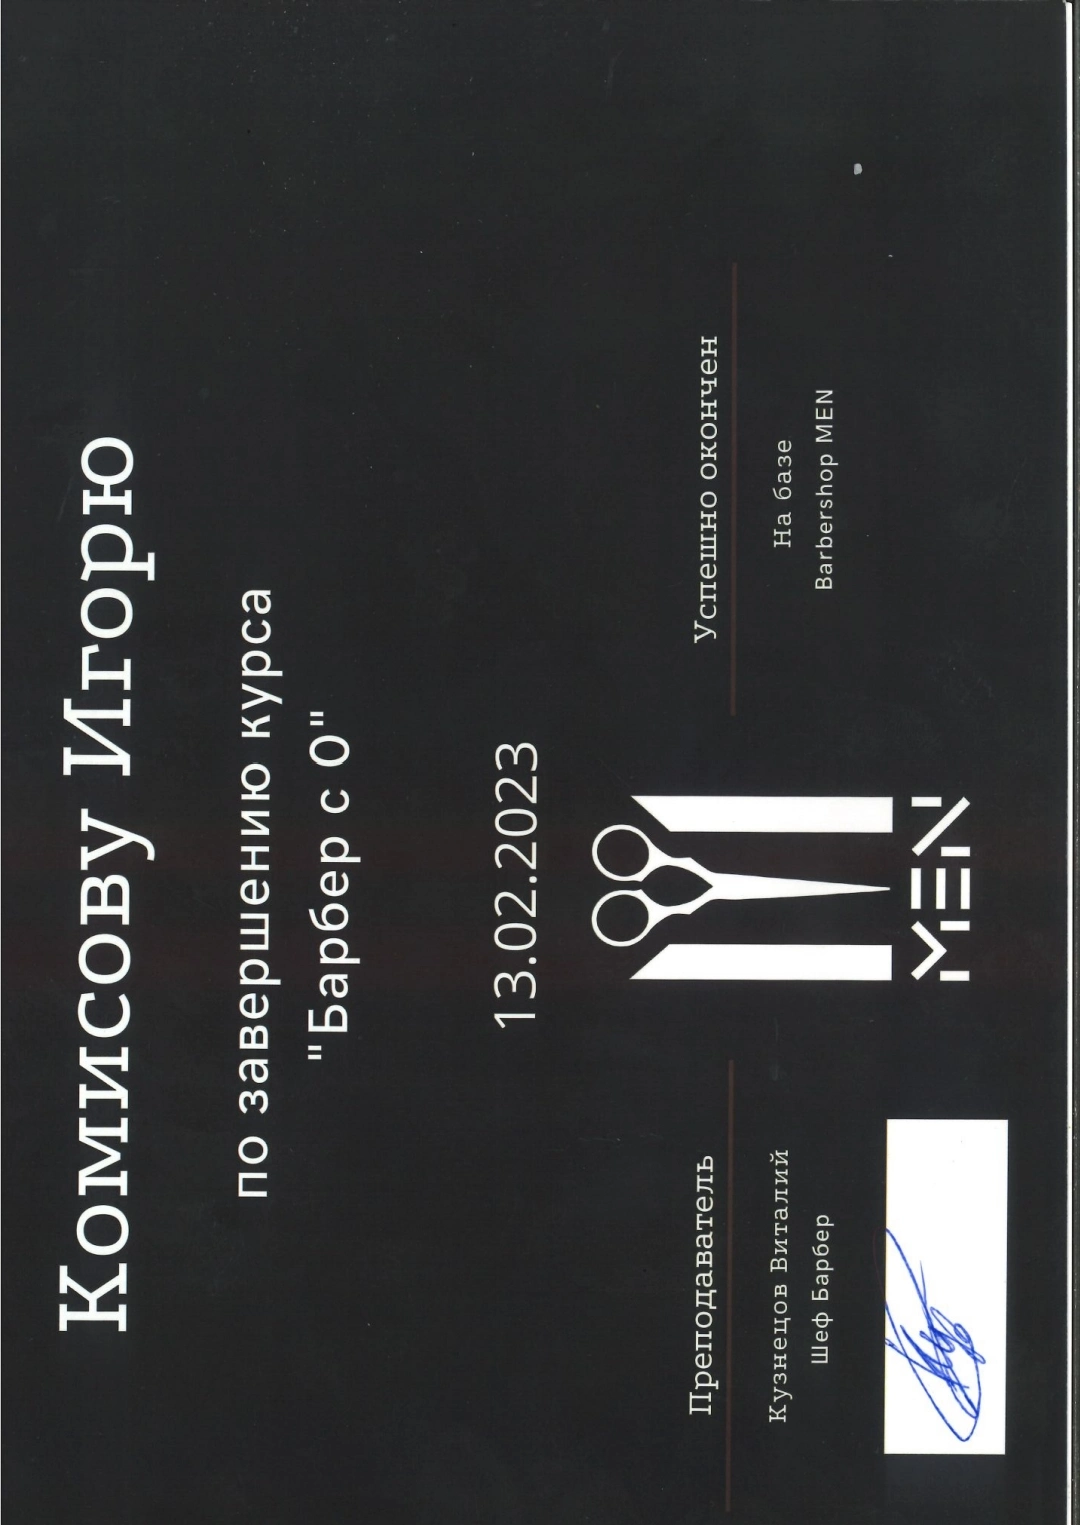 Комисову Игорю
по завершению курса
"Барбер с О"
13.02.2023
Преподаватель
Кузнецов Виталий
Шеф Барбер
MEN
Успешно окончен
На базе
Barbershop MEN